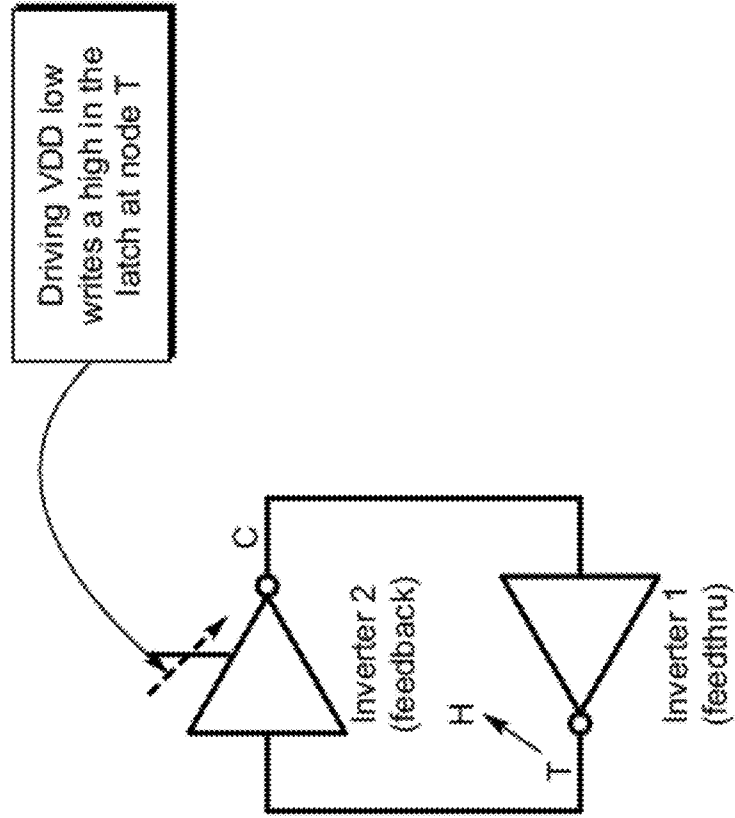 Driving VDD low
writes a high in the
latch at node T
C
Inverter 2
(feedback)
H
T
Inverter 1
(feedthru)